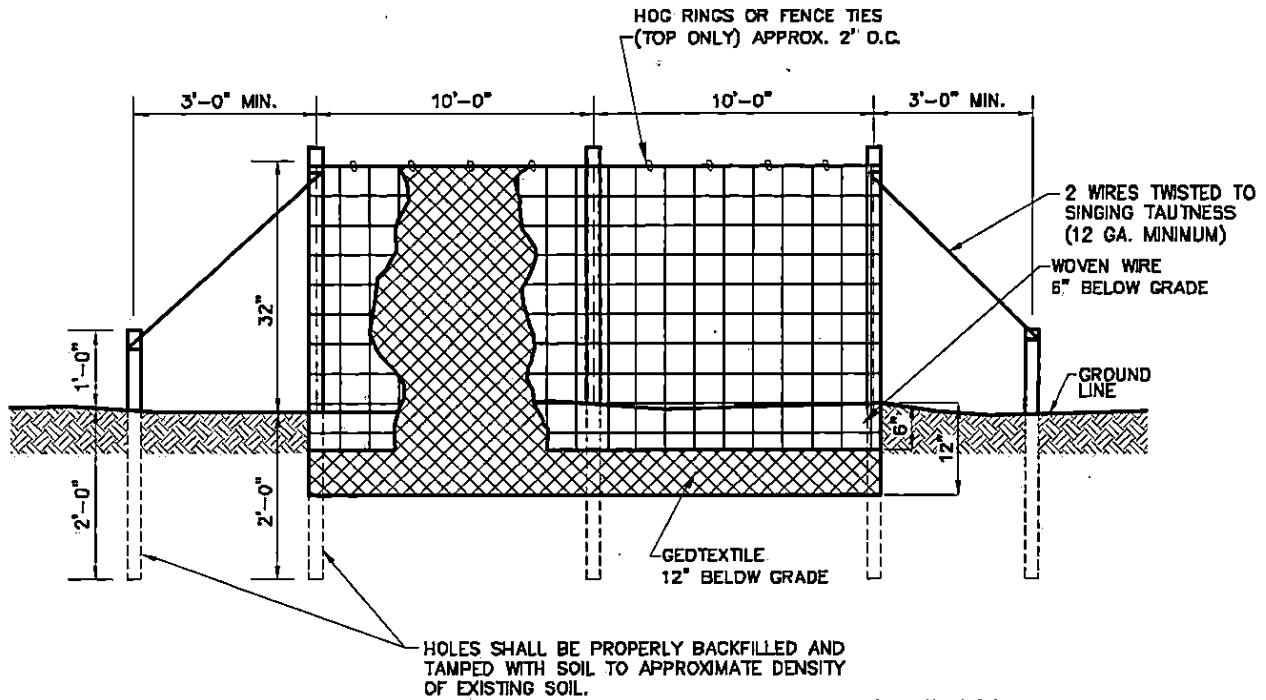 HOG RINGS OR FENCE TIES
(TOP ONLY) APPROX. 2" O.C.
3'-0" MIN.
10'-0"
10'-0"
3'-0" MIN.
2 WIRES TWISTED TO
SINGING TAUTNESS
(12 GA. MINIMUM)
WOVEN WIRE
6" BELOW GRADE
32"
1'-0"
GROUND
LINE
6"
12"
2'-0"
2'-0"
GEOTEXTILE
12" BELOW GRADE
HOLES SHALL BE PROPERLY BACKFILLED AND
TAMPED WITH SOIL TO APPROXIMATE DENSITY
OF EXISTING SOIL.